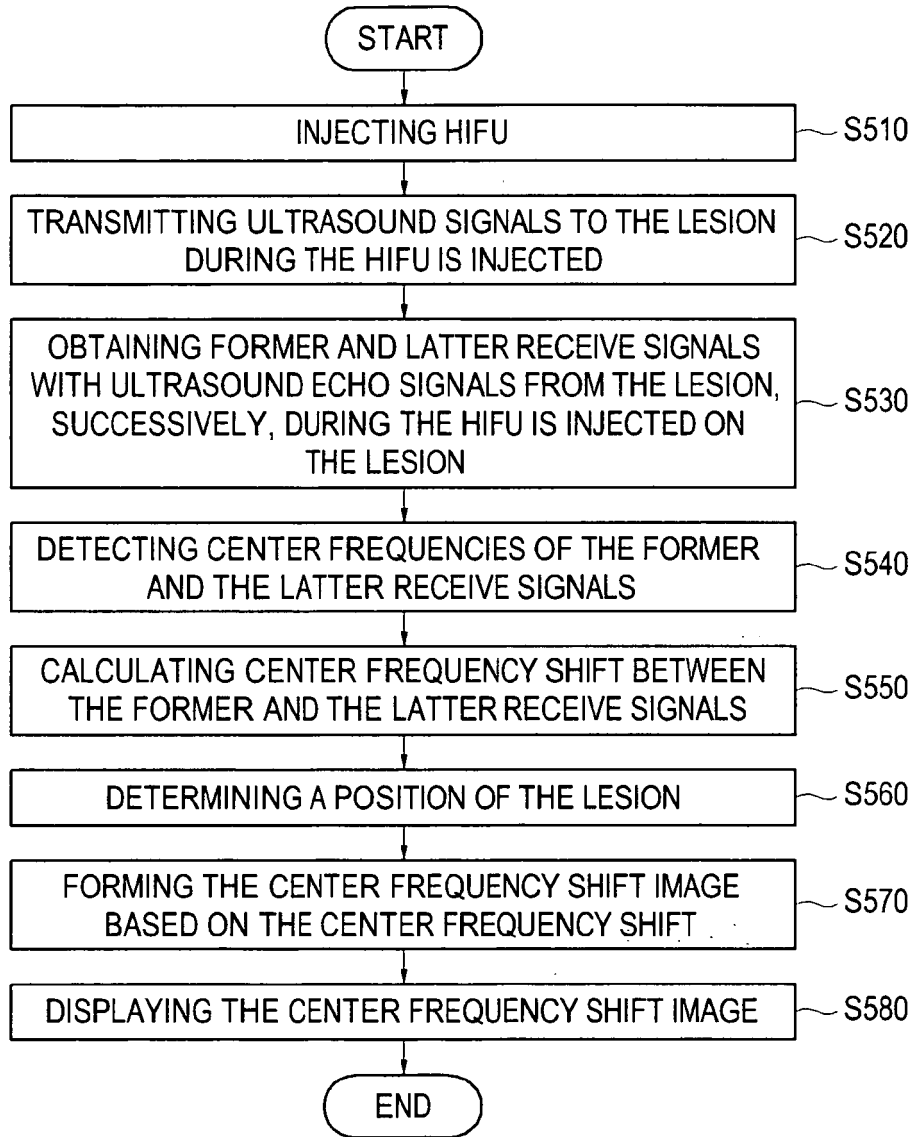 START
INJECTING HIFU
S510
TRANSMITTING ULTRASOUND SIGNALS TO THE LESION
DURING THE HIFU IS INJECTED
S520
OBTAINING FORMER AND LATTER RECEIVE SIGNALS
WITH ULTRASOUND ECHO SIGNALS FROM THE LESION,
SUCCESSIVELY, DURING THE HIFU IS INJECTED ON
THE LESION
S530
DETECTING CENTER FREQUENCIES OF THE FORMER
AND THE LATTER RECEIVE SIGNALS
S540
CALCULATING CENTER FREQUENCY SHIFT BETWEEN
THE FORMER AND THE LATTER RECEIVE SIGNALS
S550
DETERMINING A POSITION OF THE LESION
S560
FORMING THE CENTER FREQUENCY SHIFT IMAGE
BASED ON THE CENTER FREQUENCY SHIFT
S570
DISPLAYING THE CENTER FREQUENCY SHIFT IMAGE
S580
END